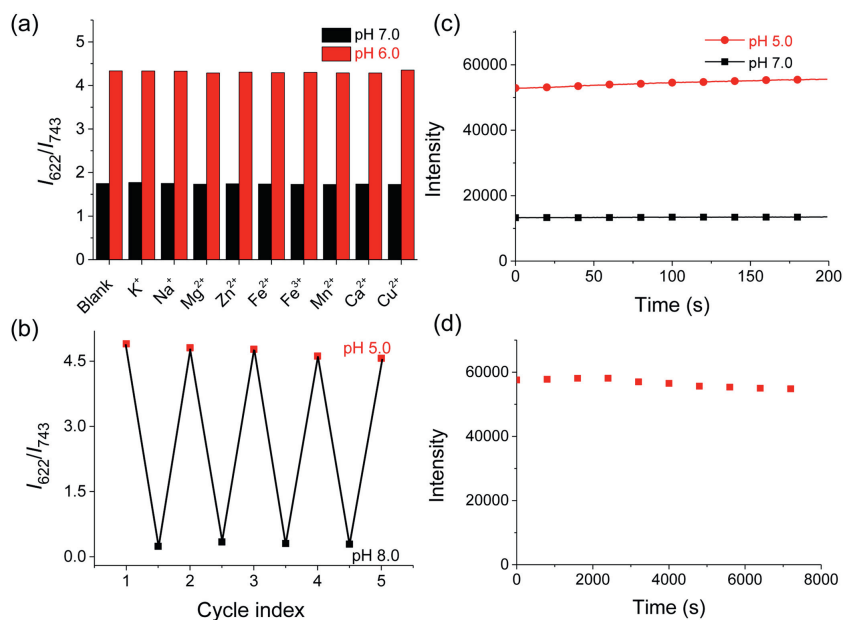 (a)
pH 7.0
pH 6.0
I622/I743
5
4
3
2
1
0
Blank
K+
Na+
Mg2+
Zn2+
Fe2+
Fe3+
Mn2+
Ca2+
Cu2+
(b)
pH 5.0
pH 8.0
I622/I743
4.5
3.0
1.5
0.0
1 2 3 4 5
Cycle index
(c)
pH 5.0
pH 7.0
Intensity
60000
40000
20000
0
0 50 100 150 200
Time (s)
(d)
Intensity
60000
40000
20000
0
0 2000 4000 6000 8000
Time (s)